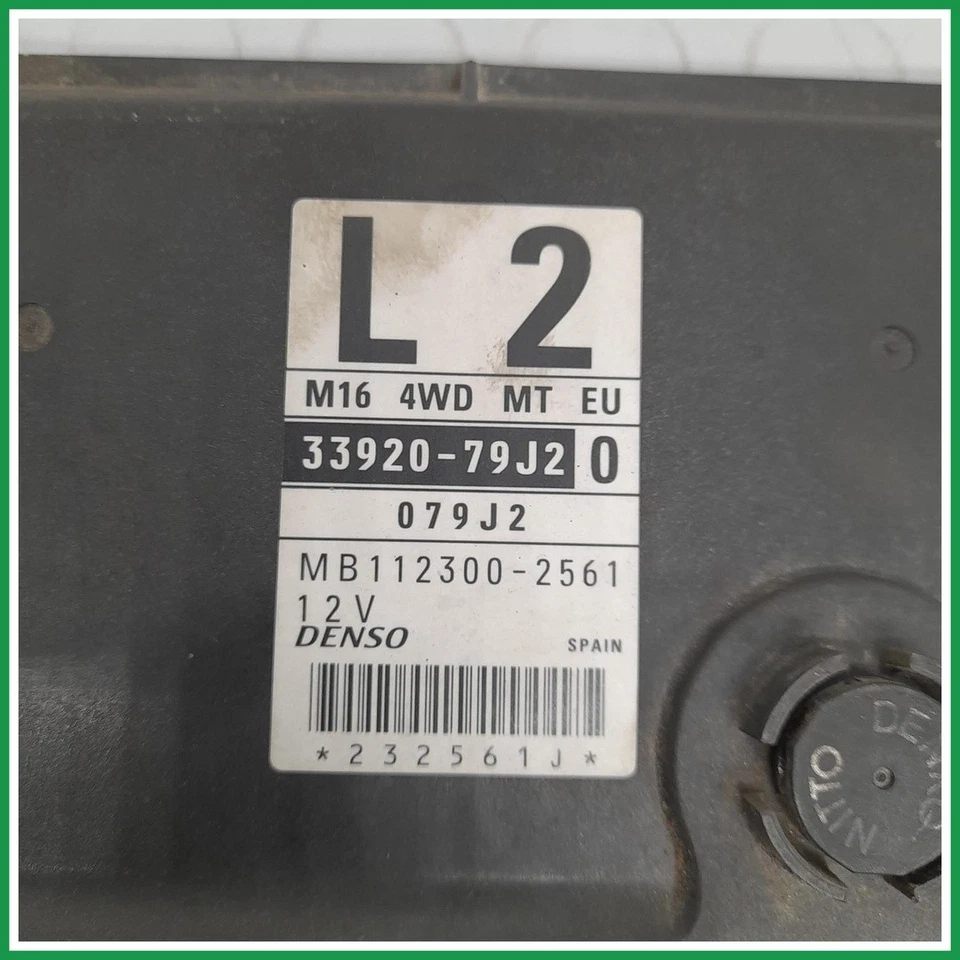 L 2
M16 4WD MT EU
33920-79J2 0
079J2
MB112300-2561
12V
DENSO SPAIN
*232561J*
NITTO DENKO